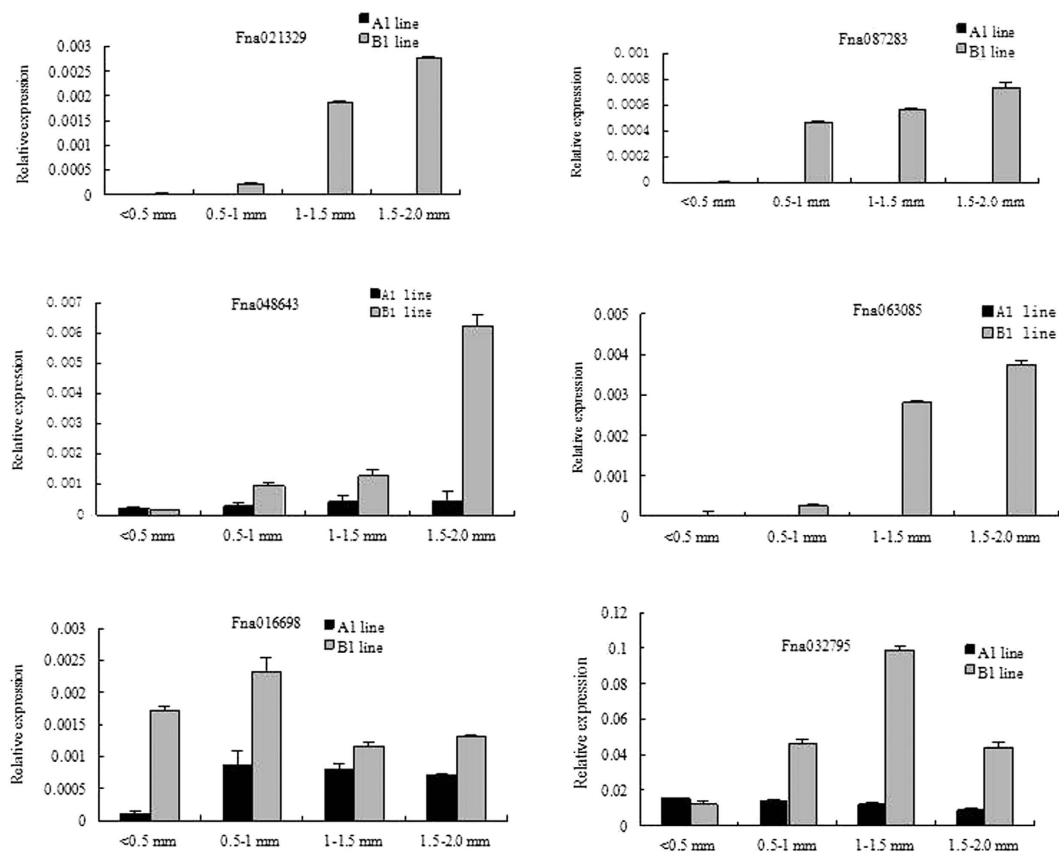 Fna021329
A1 line
B1 line
Relative expression
0.003
0.0025
0.002
0.0015
0.001
0.0005
0
<0.5 mm
0.5-1 mm
1-1.5 mm
1.5-2.0 mm
Fna087283
A1 line
B1 line
Relative expression
0.001
0.0008
0.0006
0.0004
0.0002
0
<0.5 mm
0.5-1 mm
1-1.5 mm
1.5-2.0 mm
Fna048643
A1 line
B1 line
Relative expression
0.007
0.006
0.005
0.004
0.003
0.002
0.001
0
<0.5 mm
0.5-1 mm
1-1.5 mm
1.5-2.0 mm
Fna063085
A1 line
B1 line
Relative expression
0.005
0.004
0.003
0.002
0.001
0
<0.5 mm
0.5-1 mm
1-1.5 mm
1.5-2.0 mm
Fna016698
A1 line
B1 line
Relative expression
0.003
0.0025
0.002
0.0015
0.001
0.0005
0
<0.5 mm
0.5-1 mm
1-1.5 mm
1.5-2.0 mm
Fna032795
A1 line
B1 line
Relative expression
0.12
0.1
0.08
0.06
0.04
0.02
0
<0.5 mm
0.5-1 mm
1-1.5 mm
1.5-2.0 mm